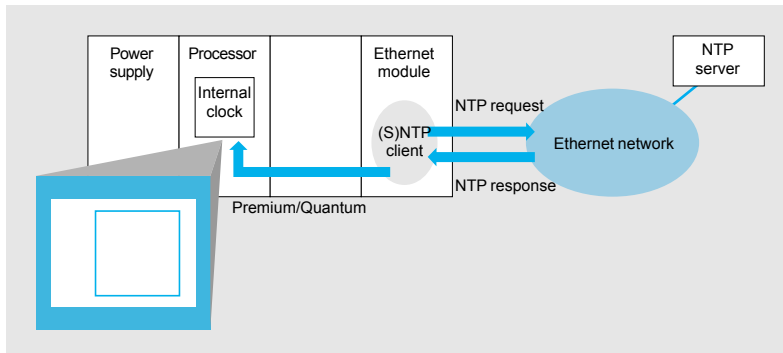 Power
supply
Processor
Internal
clock
Ethernet
module
(S)NTP
client
NTP request
NTP response
Ethernet network
NTP
server
Premium/Quantum